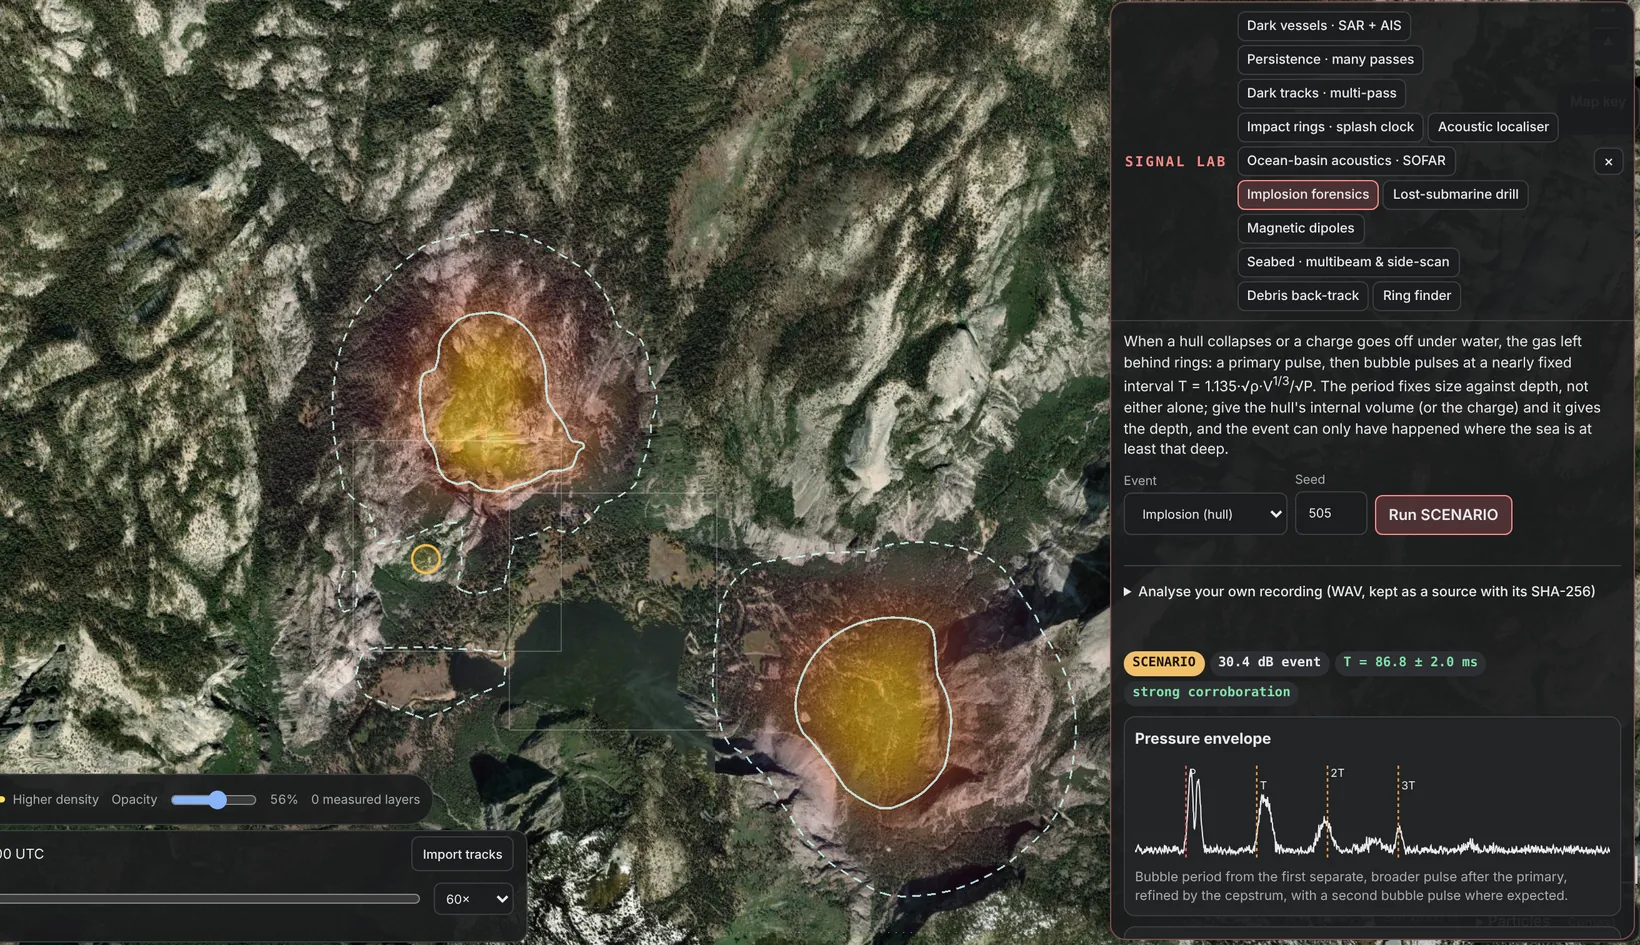 Dark vessels · SAR + AIS
Persistence · many passes
Dark tracks · multi-pass
Map key
Impact rings · splash clock
Acoustic localiser
SIGNAL LAB
Ocean-basin acoustics · SOFAR
×
Implosion forensics
Lost-submarine drill
Magnetic dipoles
Seabed · multibeam & side-scan
Debris back-track
Ring finder
When a hull collapses or a charge goes off under water, the gas left
behind rings: a primary pulse, then bubble pulses at a nearly fixed
interval T = 1.135·√ρ·V^1/3/√P. The period fixes size against depth, not
either alone; give the hull's internal volume (or the charge) and it gives
the depth, and the event can only have happened where the sea is at
least that deep.
Event
Seed
Implosion (hull)
505
Run SCENARIO
▶ Analyse your own recording (WAV, kept as a source with its SHA-256)
SCENARIO
30.4 dB event
T = 86.8 ± 2.0 ms
strong corroboration
Pressure envelope
P
T
2T
3T
Bubble period from the first separate, broader pulse after the primary,
refined by the cepstrum, with a second bubble pulse where expected.
Particles
Higher density
Opacity
56%
0 measured layers
00 UTC
Import tracks
60×